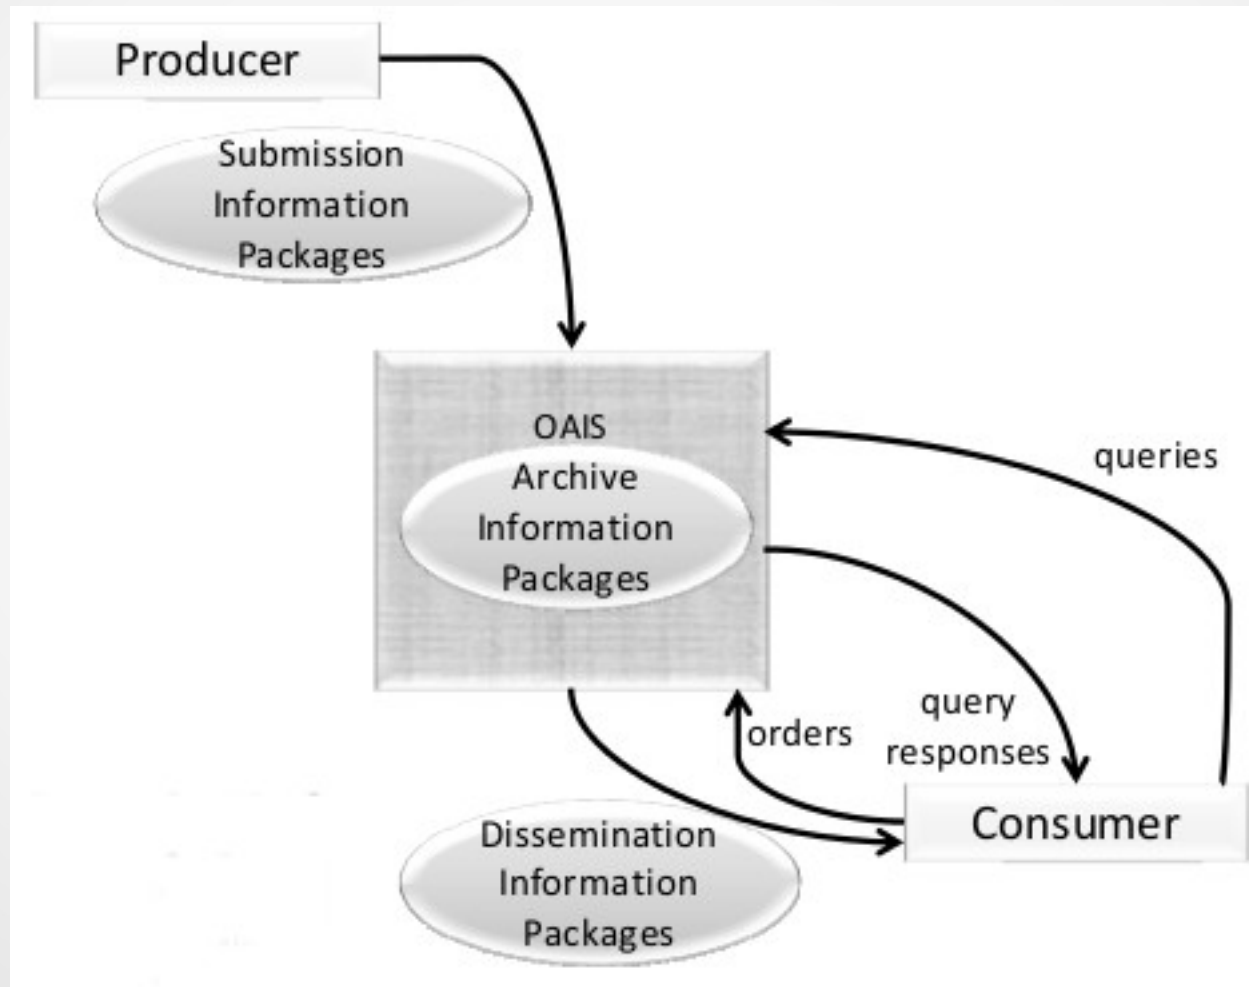 Producer
Submission
Information
Packages
OAIS
Archive
Information
Packages
queries
query
responses
orders
Consumer
Dissemination
Information
Packages